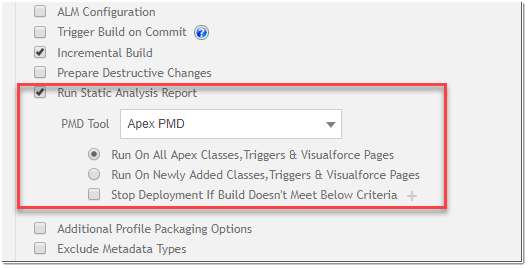 ALM Configuration
Trigger Build on Commit ?
Incremental Build
Prepare Destructive Changes
Run Static Analysis Report
PMD Tool Apex PMD
Run On All Apex Classes,Triggers & Visualforce Pages
Run On Newly Added Classes,Triggers & Visualforce Pages
Stop Deployment If Build Doesn't Meet Below Criteria +
Additional Profile Packaging Options
Exclude Metadata Types